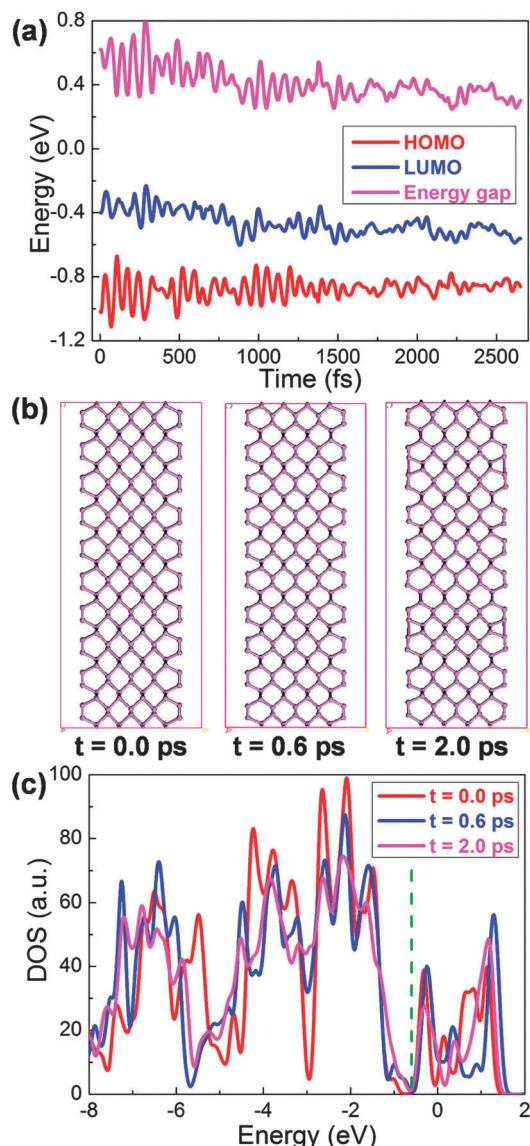 (a)
0.8
0.4
0.0
-0.4
-0.8
-1.2
Energy (eV)
HOMO
LUMO
Energy gap
0 500 1000 1500 2000 2500
Time (fs)
(b)
t = 0.0 ps t = 0.6 ps t = 2.0 ps
(c)
100
80
60
40
20
0
DOS (a.u.)
t = 0.0 ps
t = 0.6 ps
t = 2.0 ps
-8 -6 -4 -2 0 2
Energy (eV)